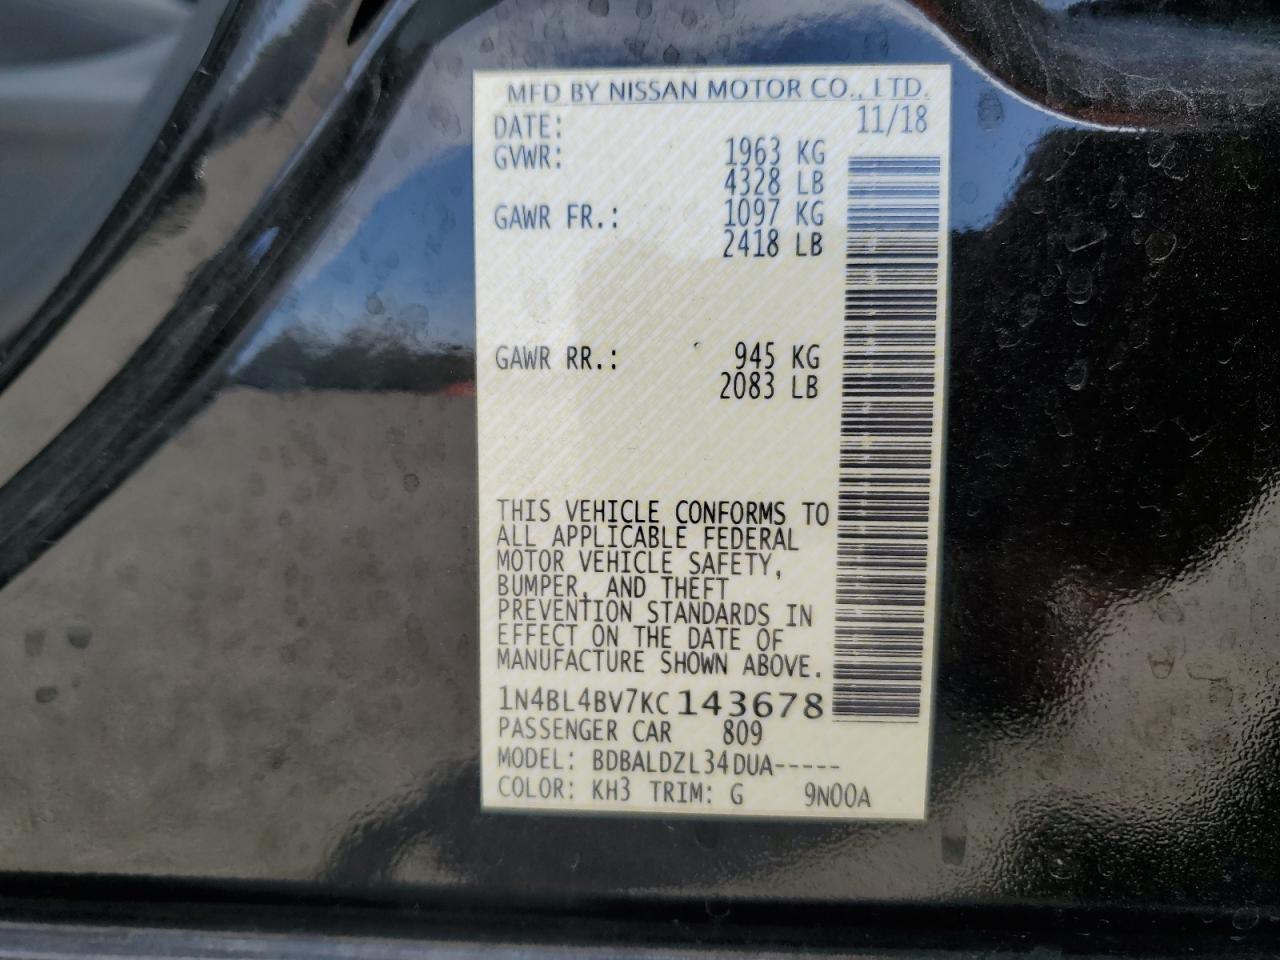 MFD BY NISSAN MOTOR CO., LTD.
DATE: 11/18
GVWR: 1963 KG
4328 LB
GAWR FR.: 1097 KG
2418 LB
GAWR RR.: 945 KG
2083 LB
THIS VEHICLE CONFORMS TO
ALL APPLICABLE FEDERAL
MOTOR VEHICLE SAFETY,
BUMPER, AND THEFT
PREVENTION STANDARDS IN
EFFECT ON THE DATE OF
MANUFACTURE SHOWN ABOVE.
1N4BL4BV7KC143678
PASSENGER CAR 809
MODEL: BDBALDZL34DUA-----
COLOR: KH3 TRIM: G 9N00A